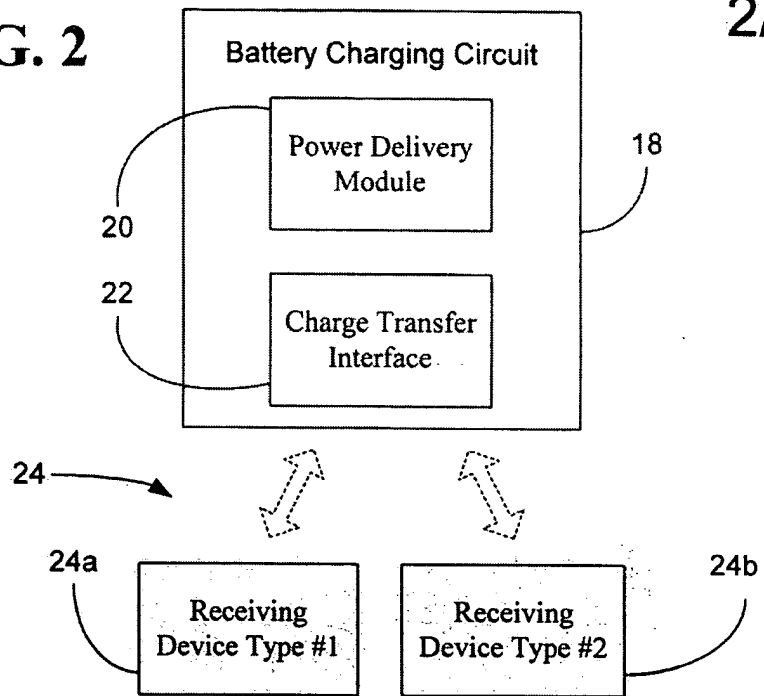 G. 2
2/
Battery Charging Circuit
Power Delivery
Module
18
20
22
Charge Transfer
Interface
24
24a
24b
Receiving
Device Type #1
Receiving
Device Type #2